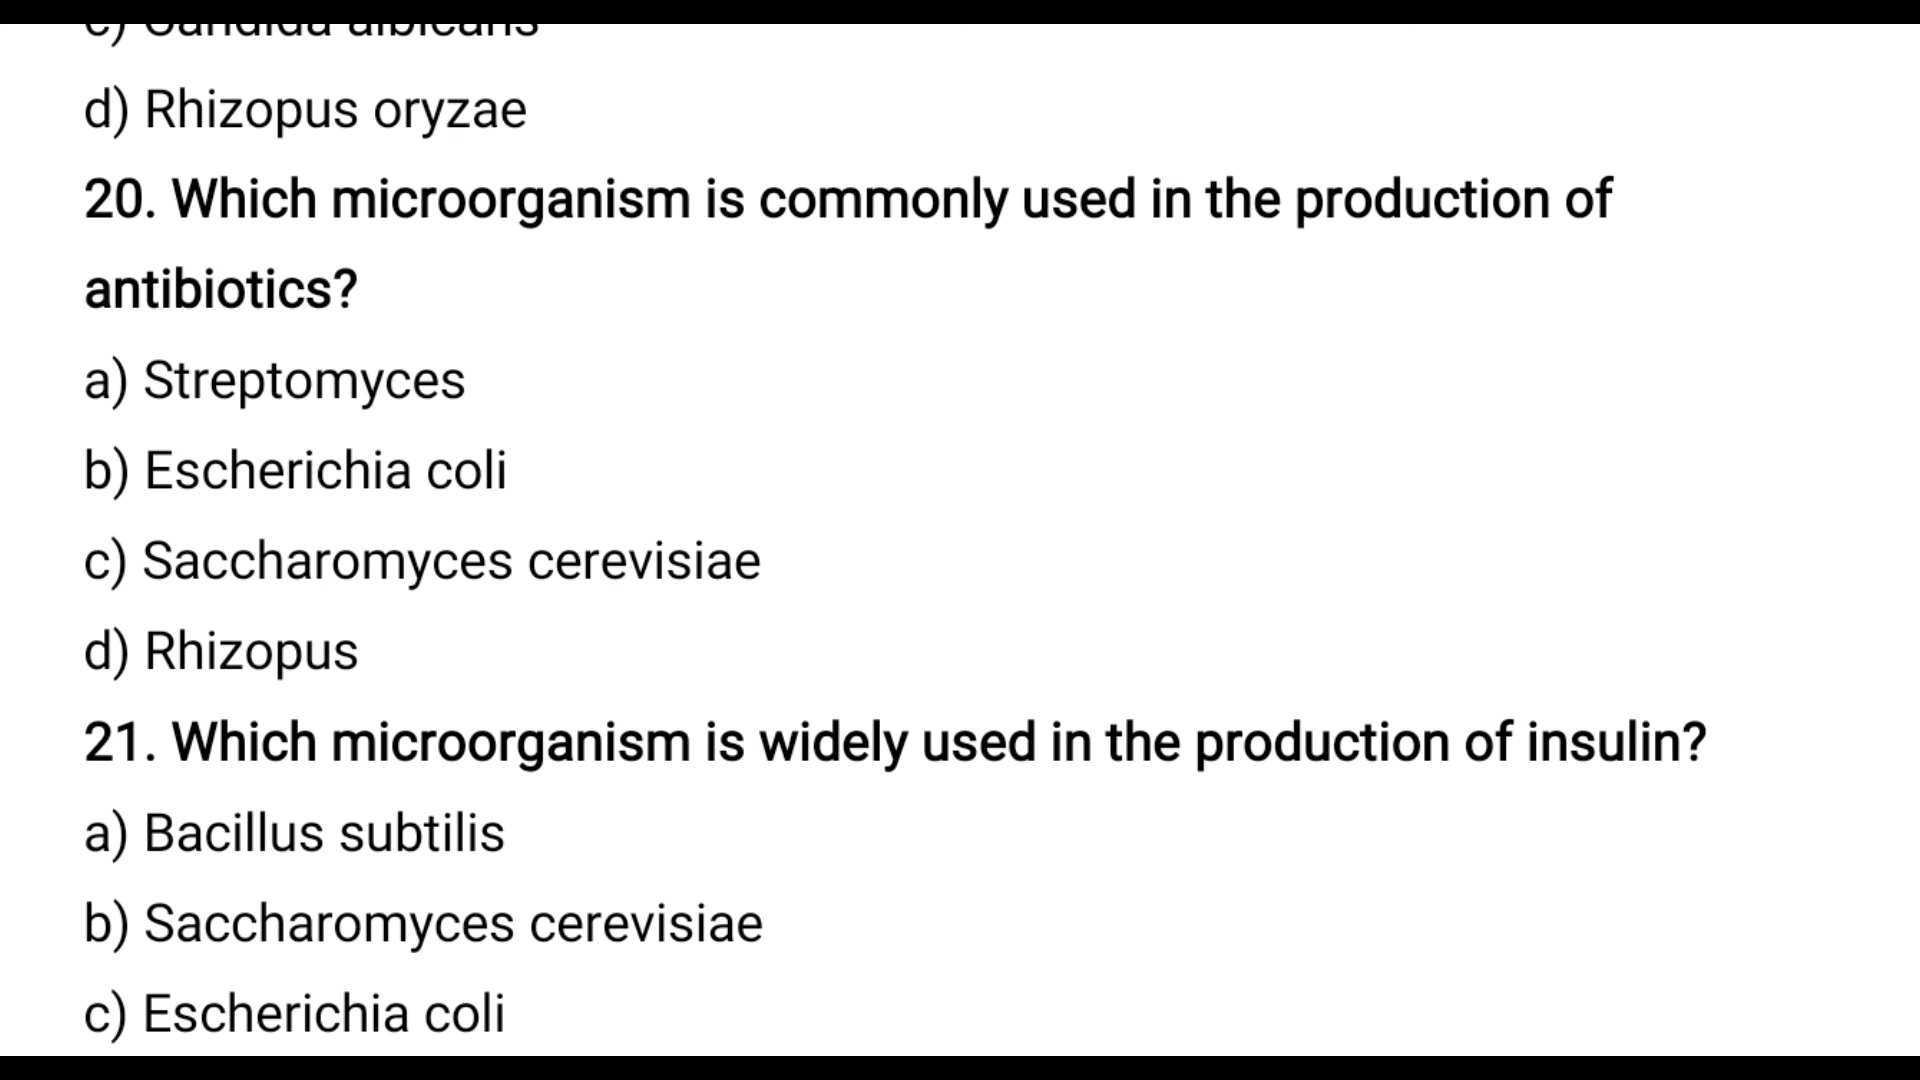 c) Candida albicans
d) Rhizopus oryzae
20. Which microorganism is commonly used in the production of
antibiotics?
a) Streptomyces
b) Escherichia coli
c) Saccharomyces cerevisiae
d) Rhizopus
21. Which microorganism is widely used in the production of insulin?
a) Bacillus subtilis
b) Saccharomyces cerevisiae
c) Escherichia coli